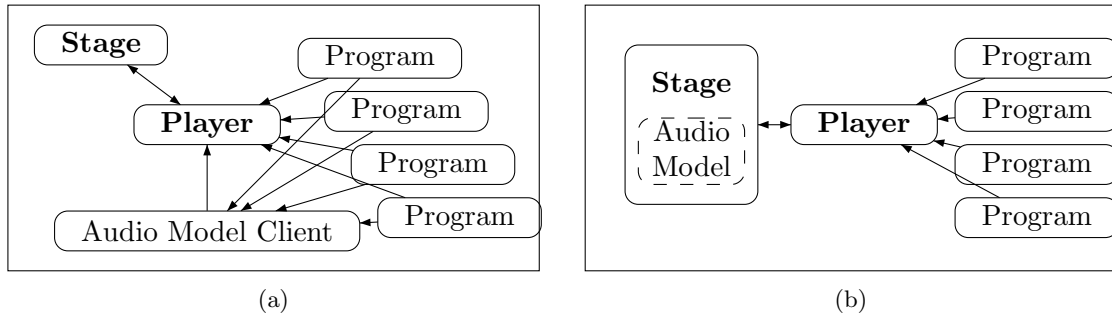 Stage
Program
Program
Player
Program
Program
Audio Model Client
(a)
Stage
Audio
Model
Player
Program
Program
Program
Program
(b)